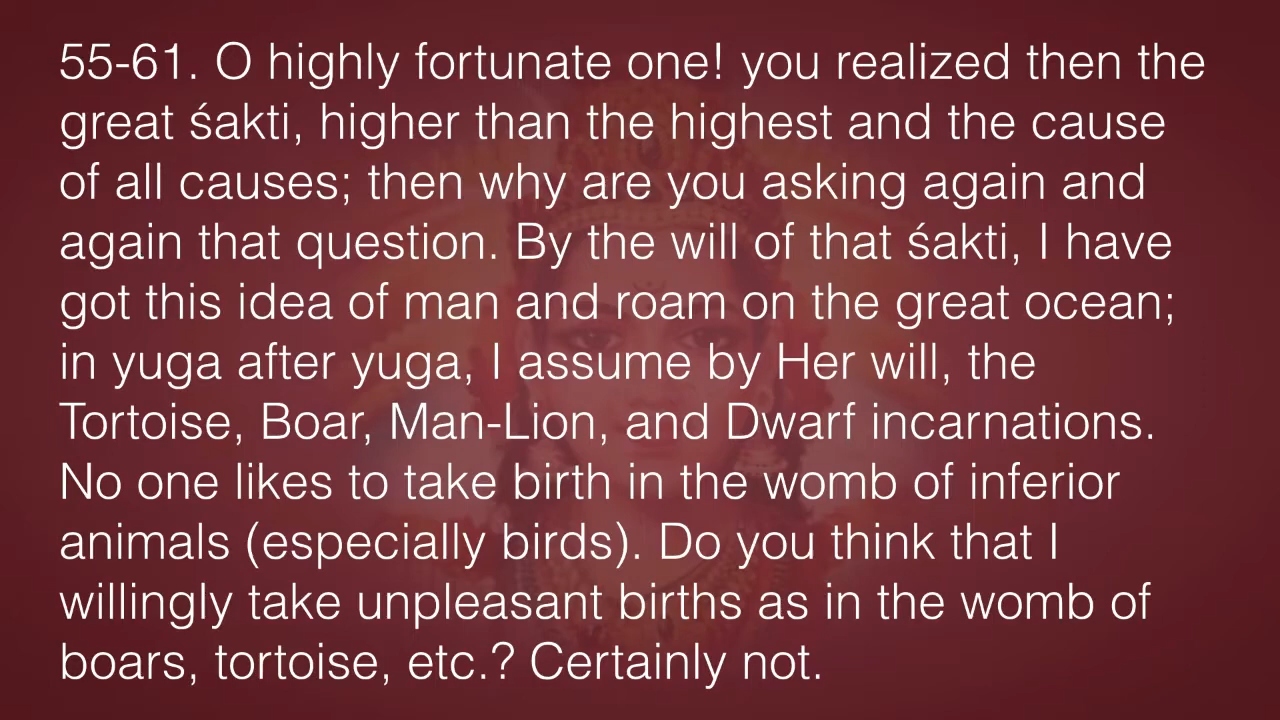 55-61. O highly fortunate one! you realized then the
great śakti, higher than the highest and the cause
of all causes; then why are you asking again and
again that question. By the will of that śakti, I have
got this idea of man and roam on the great ocean;
in yuga after yuga, I assume by Her will, the
Tortoise, Boar, Man-Lion, and Dwarf incarnations.
No one likes to take birth in the womb of inferior
animals (especially birds). Do you think that I
willingly take unpleasant births as in the womb of
boars, tortoise, etc.? Certainly not.